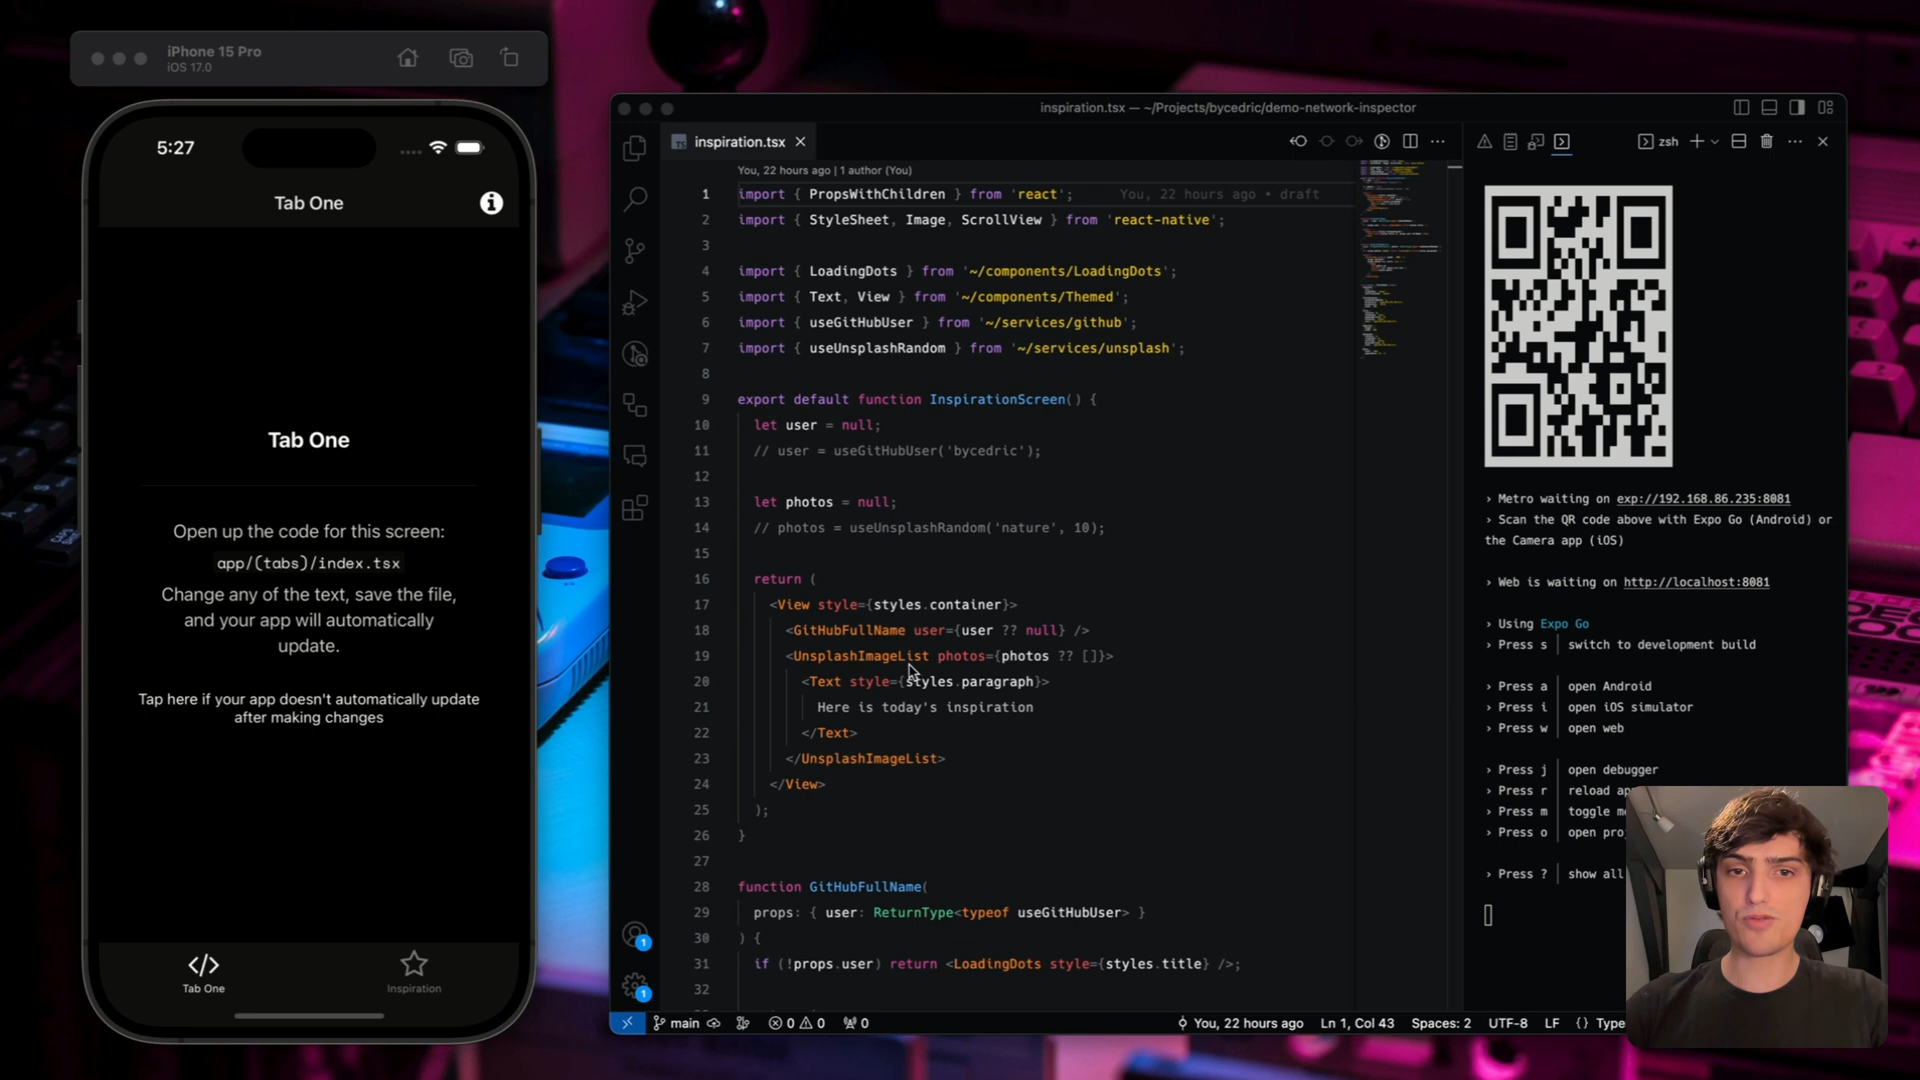 iPhone 15 Pro
iOS 17.0
5:27
Tab One
Tab One
Open up the code for this screen:
app/(tabs)/index.tsx
Change any of the text, save the file,
and your app will automatically
update.
Tap here if your app doesn't automatically update
after making changes
Tab One
Inspiration
inspiration.tsx — ~/Projects/bycedric/demo-network-inspector
inspiration.tsx
You, 22 hours ago | 1 author (You)
1 import { PropsWithChildren } from 'react'; You, 22 hours ago • draft
2 import { StyleSheet, Image, ScrollView } from 'react-native';
3
4 import { LoadingDots } from '~/components/LoadingDots';
5 import { Text, View } from '~/components/Themed';
6 import { useGitHubUser } from '~/services/github';
7 import { useUnsplashRandom } from '~/services/unsplash';
8
9 export default function InspirationScreen() {
10 let user = null;
11 // user = useGitHubUser('bycedric');
12
13 let photos = null;
14 // photos = useUnsplashRandom('nature', 10);
15
16 return (
17 <View style={styles.container}>
18 <GitHubFullName user={user ?? null} />
19 <UnsplashImageList photos={photos ?? []}>
20 <Text style={styles.paragraph}>
21 Here is today's inspiration
22 </Text>
23 </UnsplashImageList>
24 </View>
25 );
26 }
27
28 function GitHubFullName(
29 props: { user: ReturnType<typeof useGitHubUser> }
30 ) {
31 if (!props.user) return <LoadingDots style={styles.title} />;
32
1
1
main
0 0
0
You, 22 hours ago
Ln 1, Col 43
Spaces: 2
UTF-8
LF
{} Type
zsh
› Metro waiting on exp://192.168.86.235:8081
› Scan the QR code above with Expo Go (Android) or
the Camera app (iOS)
› Web is waiting on http://localhost:8081
› Using Expo Go
› Press s │ switch to development build
› Press a │ open Android
› Press i │ open iOS simulator
› Press w │ open web
› Press j │ open debugger
› Press r │ reload ap
› Press m │ toggle m
› Press o │ open pro
› Press ? │ show all